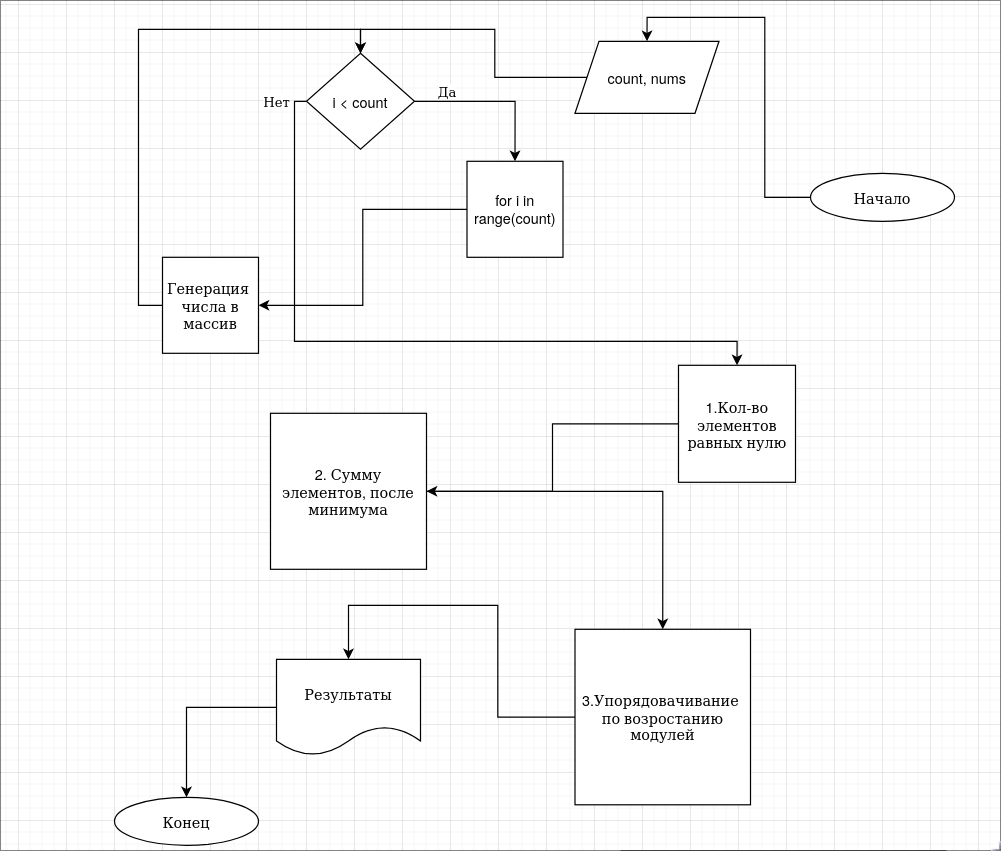 count, nums
Да
Нет
i < count
Начало
for i in
range(count)
Генерация
числа в
массив
1.Кол-во
элементов
равных нулю
2. Сумму
элементов, после
минимума
3.Упорядовачивание
по возростанию
модулей
Результаты
Конец